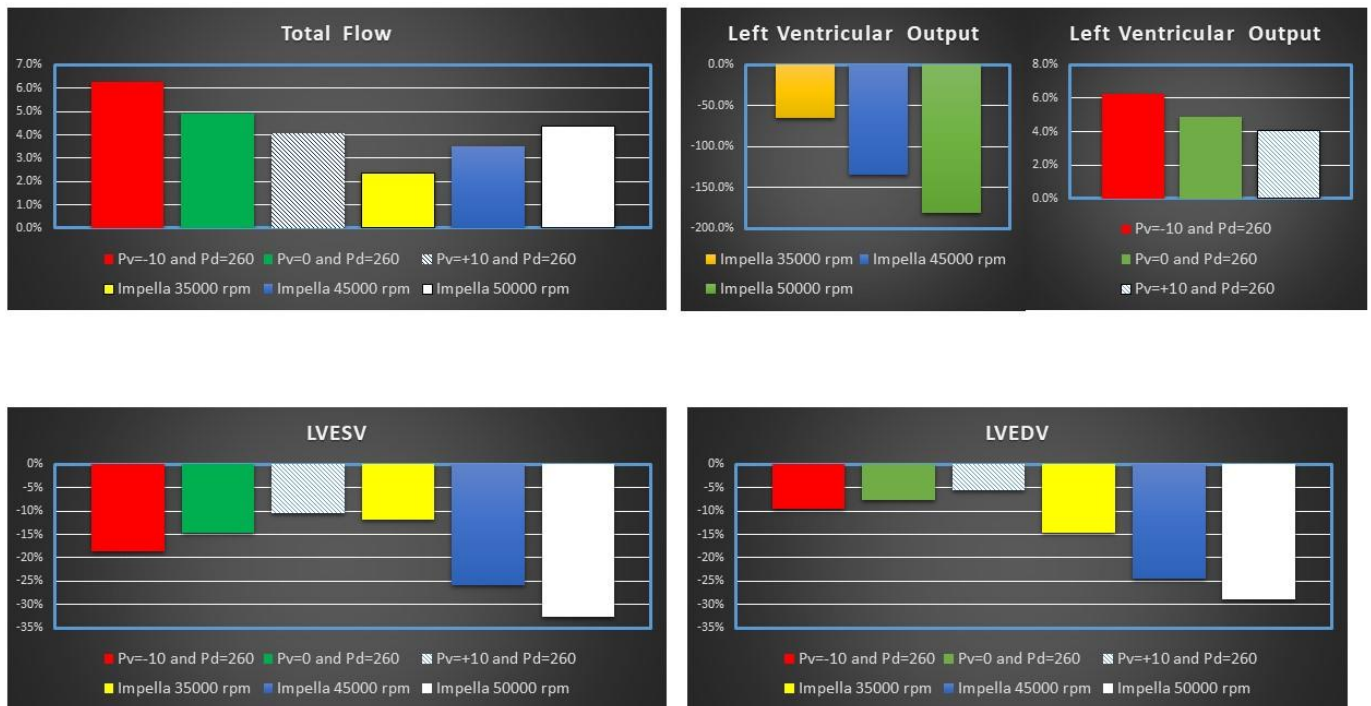 Total Flow
7.0%
6.0%
5.0%
4.0%
3.0%
2.0%
1.0%
0.0%
Pv=-10 and Pd=260 Pv=0 and Pd=260 Pv=+10 and Pd=260
Impella 35000 rpm Impella 45000 rpm Impella 50000 rpm
Left Ventricular Output
0.0%
-50.0%
-100.0%
-150.0%
-200.0%
Impella 35000 rpm Impella 45000 rpm
Impella 50000 rpm
Left Ventricular Output
8.0%
6.0%
4.0%
2.0%
0.0%
Pv=-10 and Pd=260
Pv=0 and Pd=260
Pv=+10 and Pd=260
LVESV
0%
-5%
-10%
-15%
-20%
-25%
-30%
-35%
Pv=-10 and Pd=260 Pv=0 and Pd=260 Pv=+10 and Pd=260
Impella 35000 rpm Impella 45000 rpm Impella 50000 rpm
LVEDV
0%
-5%
-10%
-15%
-20%
-25%
-30%
-35%
Pv=-10 and Pd=260 Pv=0 and Pd=260 Pv=+10 and Pd=260
Impella 35000 rpm Impella 45000 rpm Impella 50000 rpm